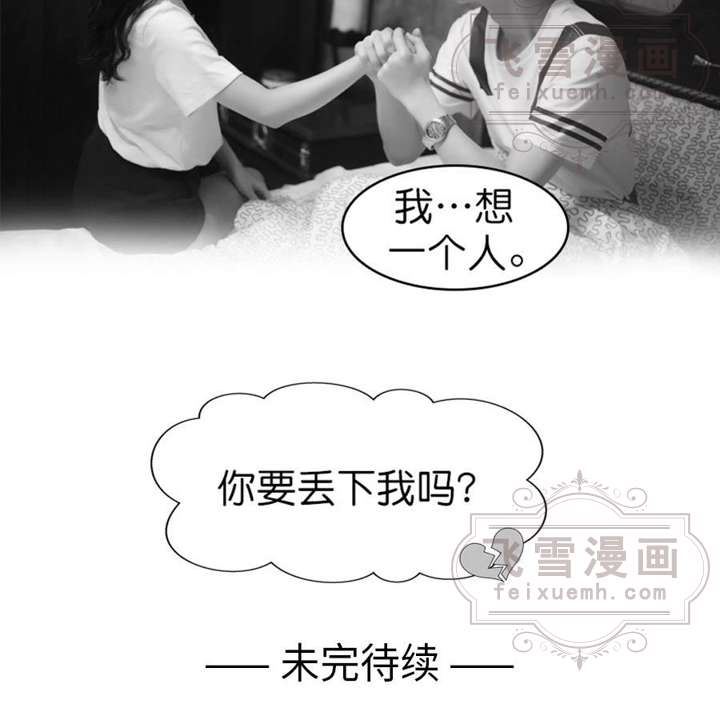 飞雪漫画
feixuemh.com
我…想
一个人。
你要丢下我吗？
飞雪漫画
feixuemh.com
—— 未完待续 ——